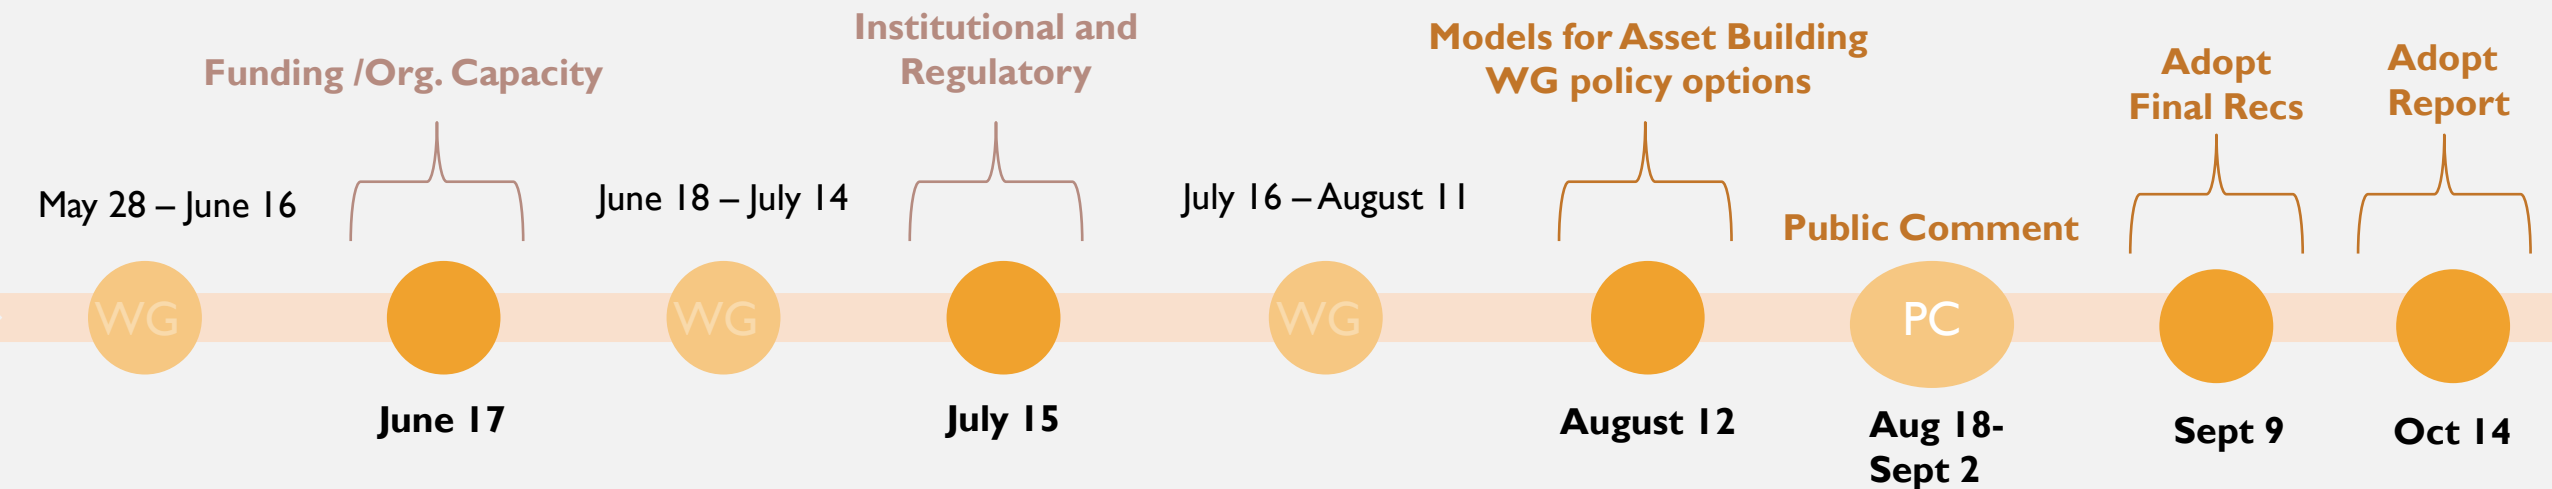 Funding /Org. Capacity
Institutional and
Regulatory
Models for Asset Building
WG policy options
Adopt
Final Recs
Adopt
Report
May 28 – June 16
June 18 – July 14
July 16 – August 11
Public Comment
WG
WG
WG
PC
June 17
July 15
August 12
Aug 18-
Sept 2
Sept 9
Oct 14